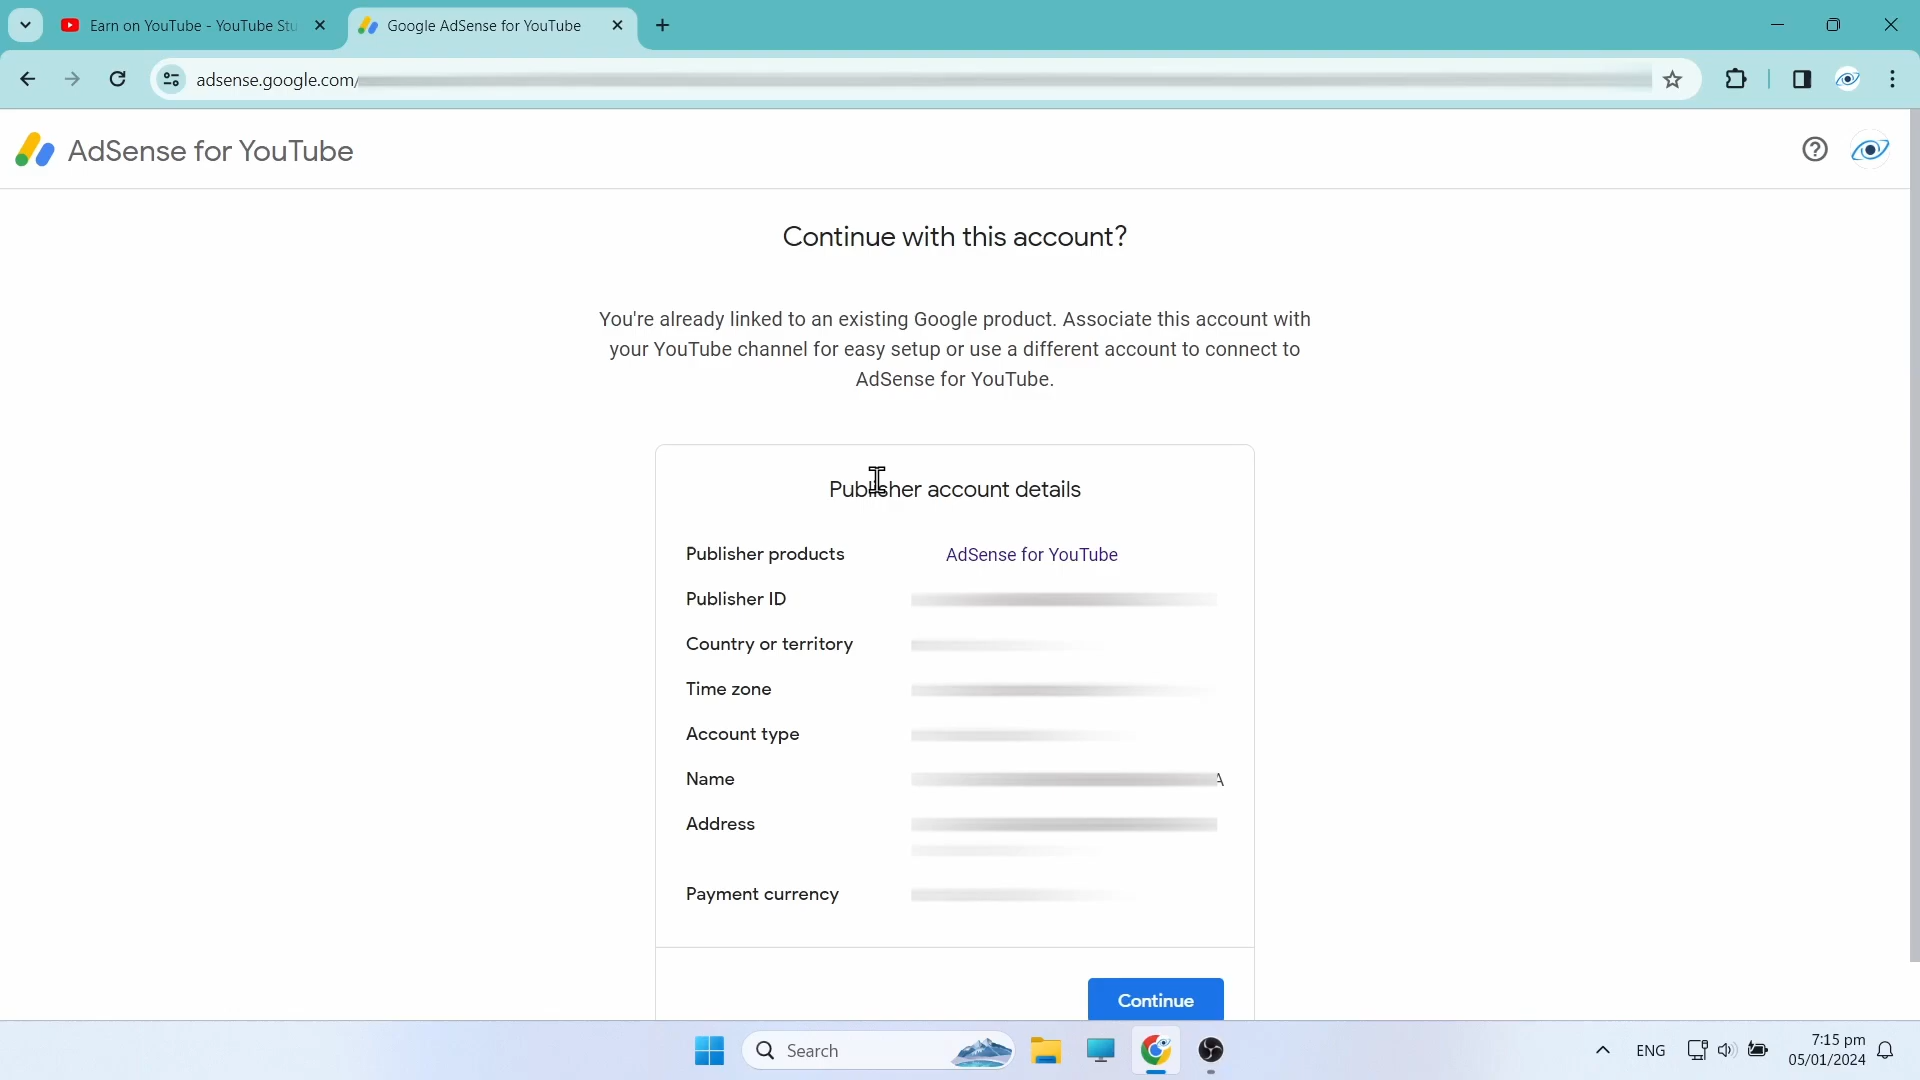 Earn on YouTube - YouTube Stu
Google AdSense for YouTube
adsense.google.com/
AdSense for YouTube
Continue with this account?
You're already linked to an existing Google product. Associate this account with
your YouTube channel for easy setup or use a different account to connect to
AdSense for YouTube.
Publisher account details
Publisher products AdSense for YouTube
Publisher ID
Country or territory
Time zone
Account type
Name A
Address
Payment currency
Continue
Search
ENG
7:15 pm
05/01/2024